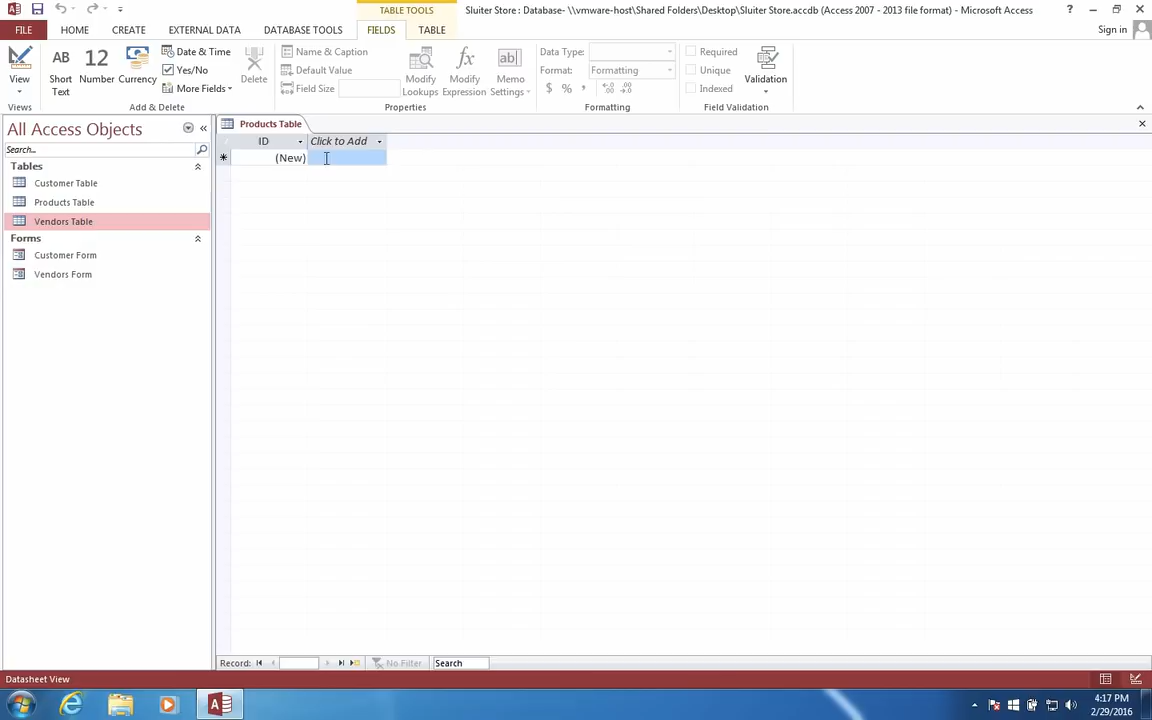 TABLE TOOLS
Sluiter Store : Database- \\vmware-host\Shared Folders\Desktop\Sluiter Store.accdb (Access 2007 - 2013 file format) - Microsoft Access
?
FILE HOME CREATE EXTERNAL DATA DATABASE TOOLS FIELDS TABLE Sign in
View
Views
AB
Short
Text
12
Number
Currency
Date & Time
Yes/No
More Fields
Delete
Add & Delete
Name & Caption
Default Value
Field Size
fx
ab
Modify
Lookups
Modify
Expression
Memo
Settings
Properties
Data Type:
Format: Formatting
$ % ,
Formatting
Required
Unique
Indexed
Validation
Field Validation
All Access Objects
Search...
Tables
Customer Table
Products Table
Vendors Table
Forms
Customer Form
Vendors Form
Products Table
ID Click to Add
(New)
Record: No Filter Search
Datasheet View
4:17 PM
2/29/2016